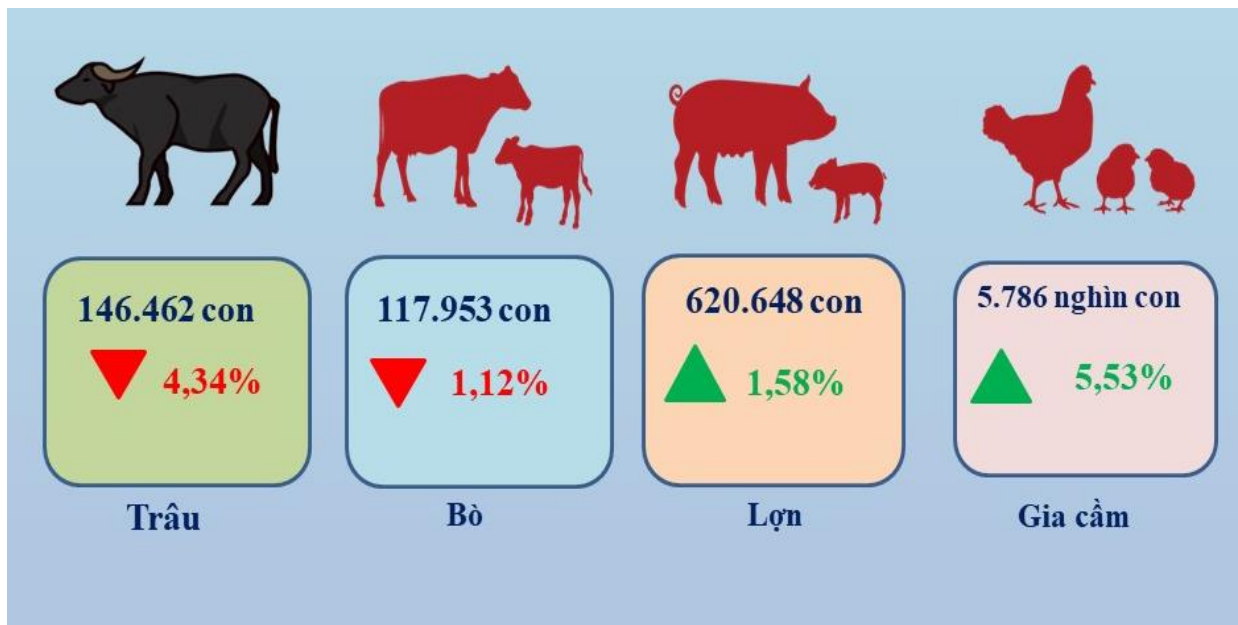 146.462 con
4,34%
Trâu
117.953 con
1,12%
Bò
620.648 con
1,58%
Lợn
5.786 nghìn con
5,53%
Gia cầm